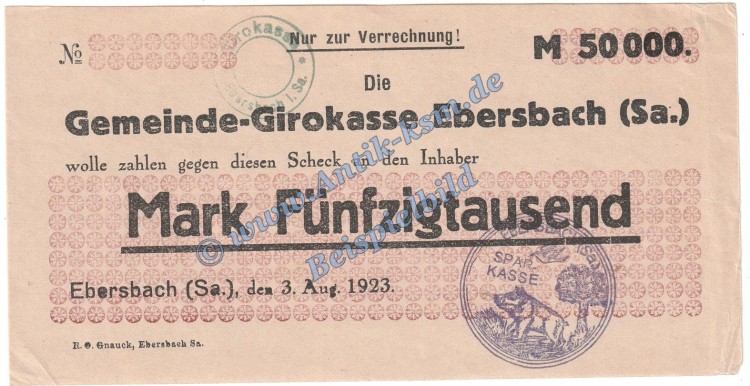 Nur zur Verrechnung!
No
M 50 000.
Girokasse
Ebersbach i. Sa.
Die
Gemeinde-Girokasse Ebersbach (Sa.)
wolle zahlen gegen diesen Scheck an den Inhaber
Mark Fünfzigtausend
© www.Antik-ksm.de
Beispielbild
SPAR
KASSE
Ebersbach (Sa.), den 3. Aug. 1923.
R. O. Gnauck, Ebersbach Sa.